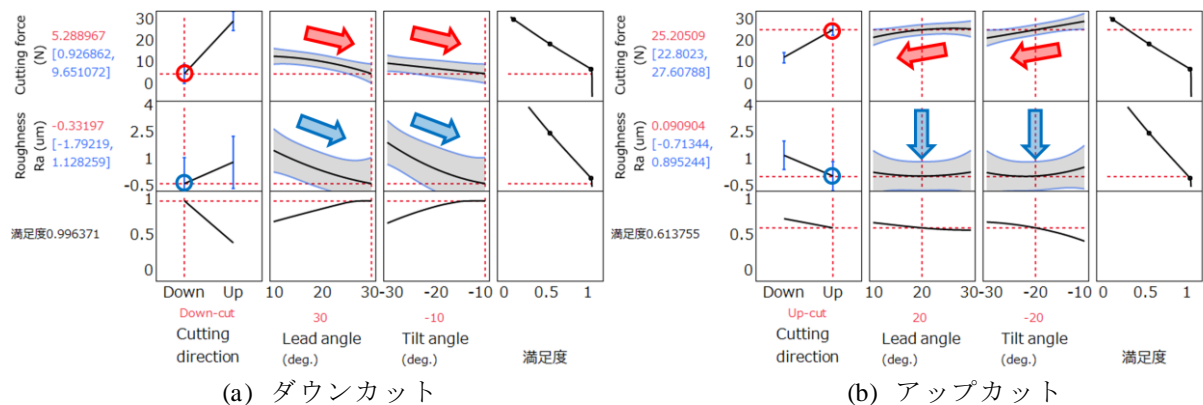 Cutting force
(N)
5.288967
[0.926862,
9.651072]
30
20
10
0
Roughness
Ra (um)
-0.33197
[-1.79219,
1.128259]
4
2.5
1
-0.5
満足度0.996371
1
0.5
0
Down Up
10 20 30
-30 -20 -10
0 0.5 1
Down-cut
30
-10
Cutting
direction
Lead angle
(deg.)
Tilt angle
(deg.)
満足度
(a) ダウンカット
Cutting force
(N)
25.20509
[22.8023,
27.60788]
30
20
10
0
Roughness
Ra (um)
0.090904
[-0.71344,
0.895244]
4
2.5
1
-0.5
満足度0.613755
1
0.5
0
Down Up
10 20 30
-30 -20 -10
0 0.5 1
Up-cut
20
-20
Cutting
direction
Lead angle
(deg.)
Tilt angle
(deg.)
満足度
(b) アップカット